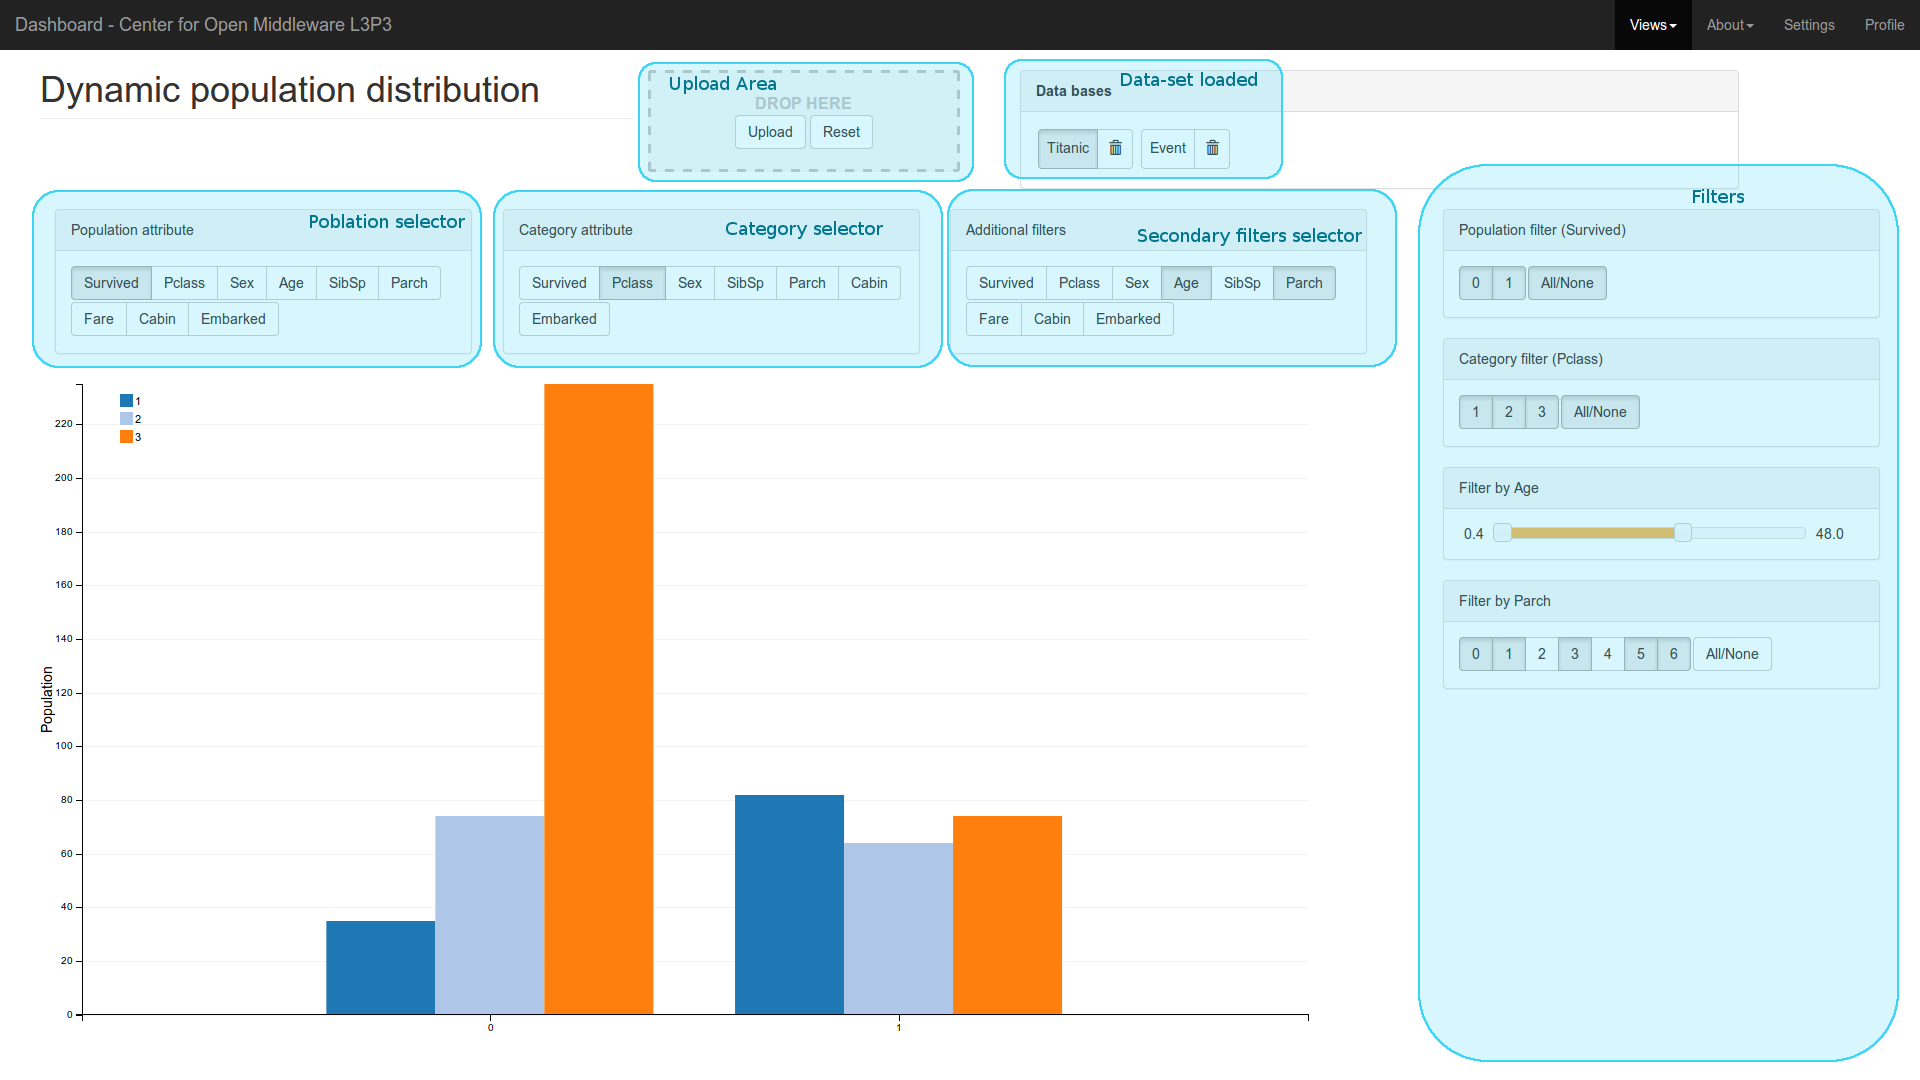 Dashboard - Center for Open Middleware L3P3
Views About Settings Profile
Dynamic population distribution
Upload Area
DROP HERE
Upload Reset
Data-set loaded
Data bases
Titanic Event
Poblation selector
Population attribute
Survived Pclass Sex Age SibSp Parch
Fare Cabin Embarked
Category selector
Category attribute
Survived Pclass Sex SibSp Parch Cabin
Embarked
Secondary filters selector
Additional filters
Survived Pclass Sex Age SibSp Parch
Fare Cabin Embarked
Filters
Population filter (Survived)
0 1 All/None
Category filter (Pclass)
1 2 3 All/None
Filter by Age
0.4 48.0
Filter by Parch
0 1 2 3 4 5 6 All/None
1
2
3
220
200
180
160
140
120
100
80
60
40
20
0
Population
0 1